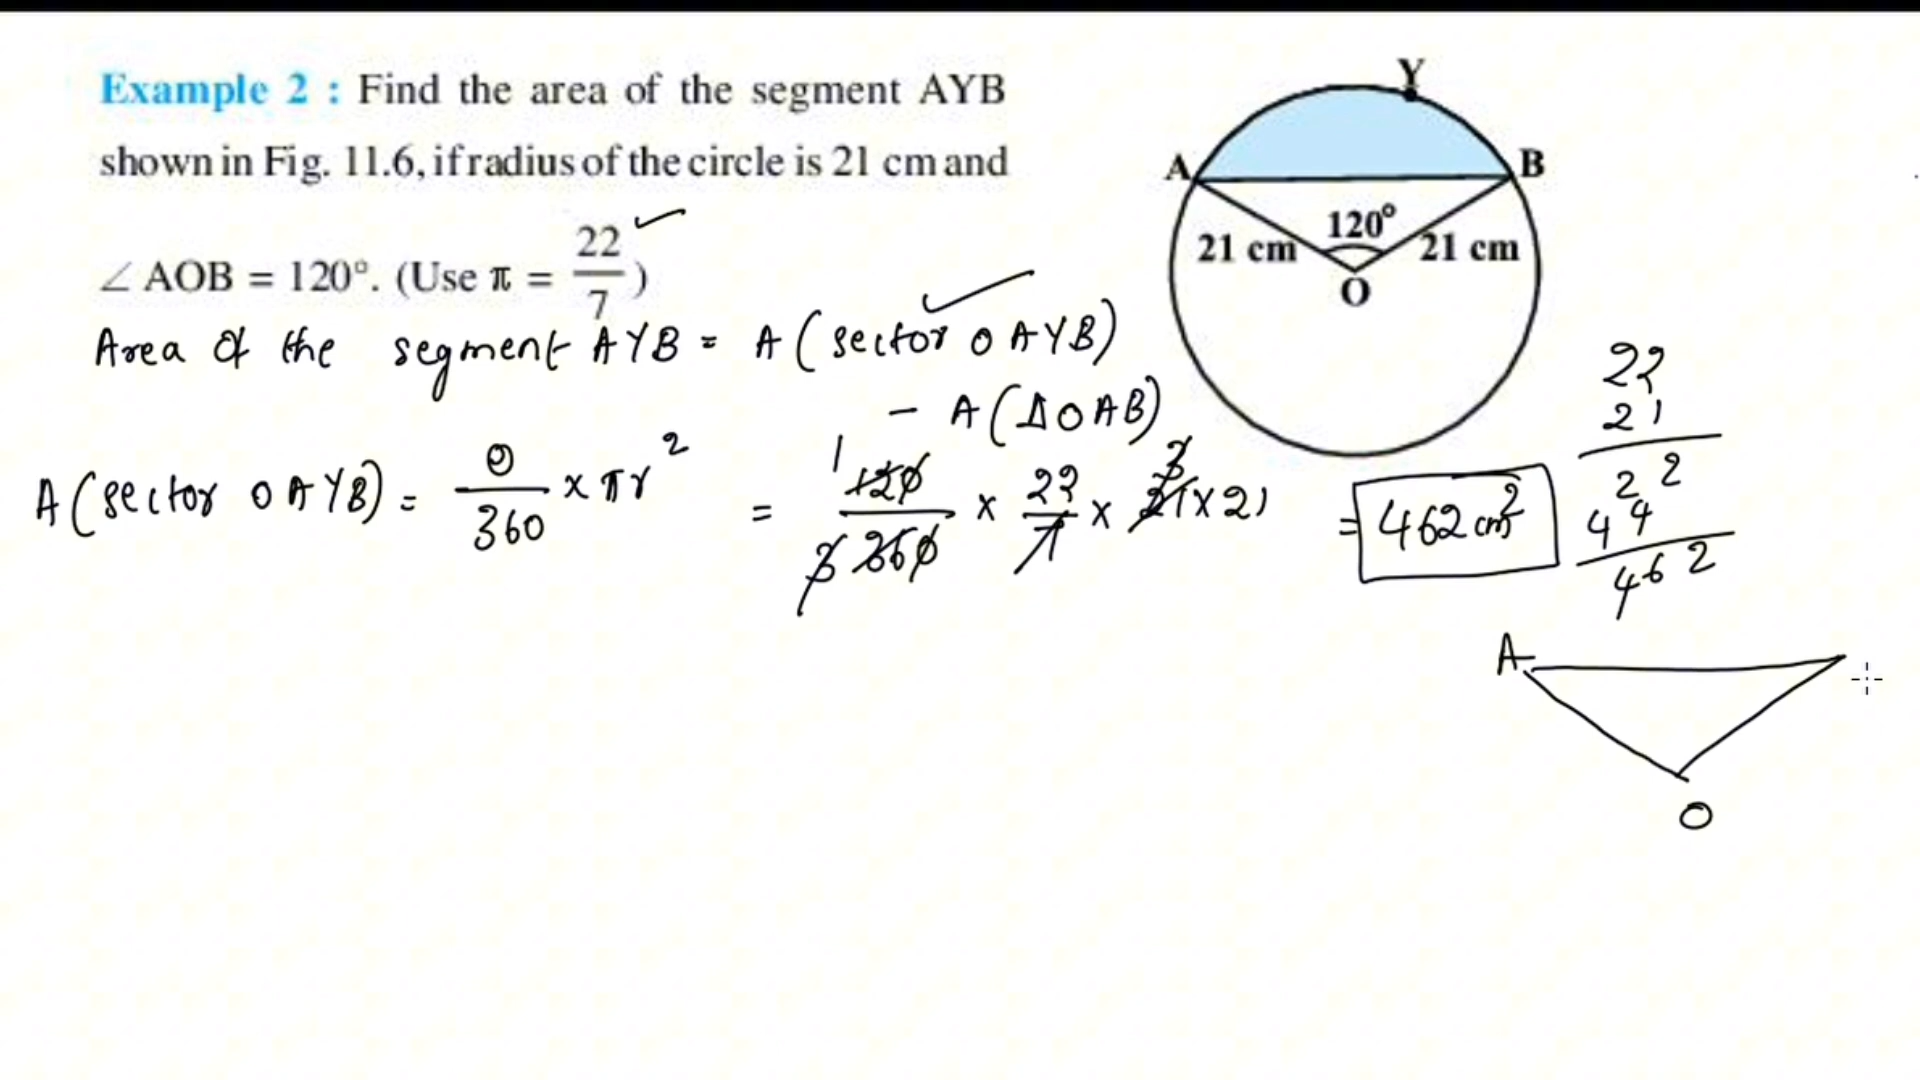 Example 2 : Find the area of the segment AYB
shown in Fig. 11.6, if radius of the circle is 21 cm and
∠ AOB = 120°. (Use π = 22/7)
Y
A
B
120°
21 cm
21 cm
O
Area of the segment AYB = A (sector OAYB)
- A (ΔOAB)
A (sector OAYB) = θ/360 × πr² = 120/360 × 22/7 × 21 × 21 = 462 cm²
1
3
3
22
21
22
44
462
A
O